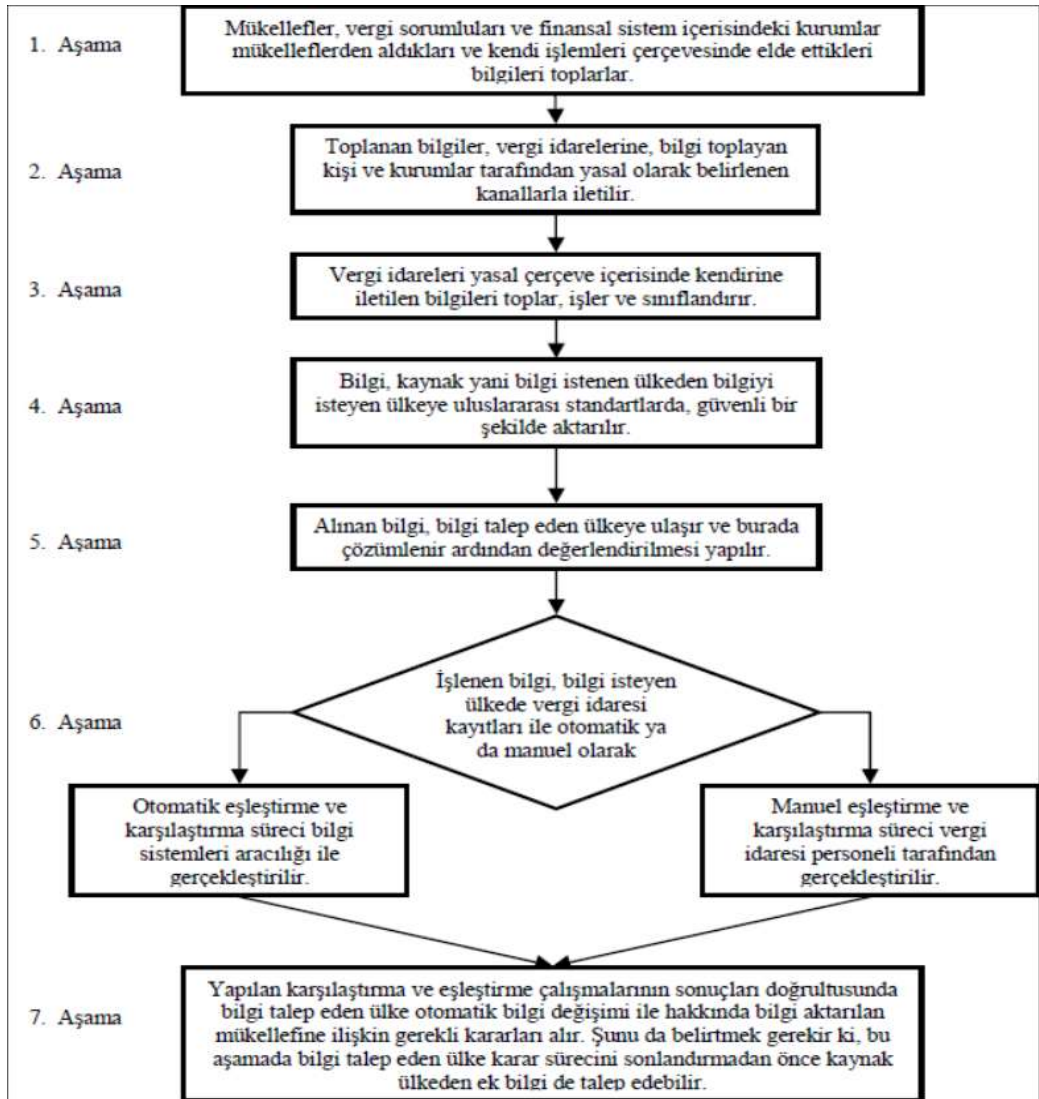 1. Aşama
Mükellefler, vergi sorumluları ve finansal sistem içerisindeki kurumlar
mükelleflerden aldıkları ve kendi işlemleri çerçevesinde elde ettikleri
bilgileri toplarlar.
2. Aşama
Toplanan bilgiler, vergi idarelerine, bilgi toplayan
kişi ve kurumlar tarafından yasal olarak belirlenen
kanallarla iletilir.
3. Aşama
Vergi idareleri yasal çerçeve içerisinde kendirine
iletilen bilgileri toplar, işler ve sınıflandırır.
4. Aşama
Bilgi, kaynak yani bilgi istenen ülkeden bilgiyi
isteyen ülkeye uluslararası standartlarda, güvenli bir
şekilde aktarılır.
5. Aşama
Alınan bilgi, bilgi talep eden ülkeye ulaşır ve burada
çözümlenir ardından değerlendirilmesi yapılır.
6. Aşama
İşlenen bilgi, bilgi isteyen
ülkede vergi idaresi
kayıtları ile otomatik ya
da manuel olarak
Otomatik eşleştirme ve
karşılaştırma süreci bilgi
sistemleri aracılığı ile
gerçekleştirilir.
Manuel eşleştirme ve
karşılaştırma süreci vergi
idaresi personeli tarafından
gerçekleştirilir.
7. Aşama
Yapılan karşılaştırma ve eşleştirme çalışmalarının sonuçları doğrultusunda
bilgi talep eden ülke otomatik bilgi değişimi ile hakkında bilgi aktarılan
mükellefine ilişkin gerekli kararları alır. Şunu da belirtmek gerekir ki, bu
aşamada bilgi talep eden ülke karar sürecini sonlandırmadan önce kaynak
ülkeden ek bilgi de talep edebilir.